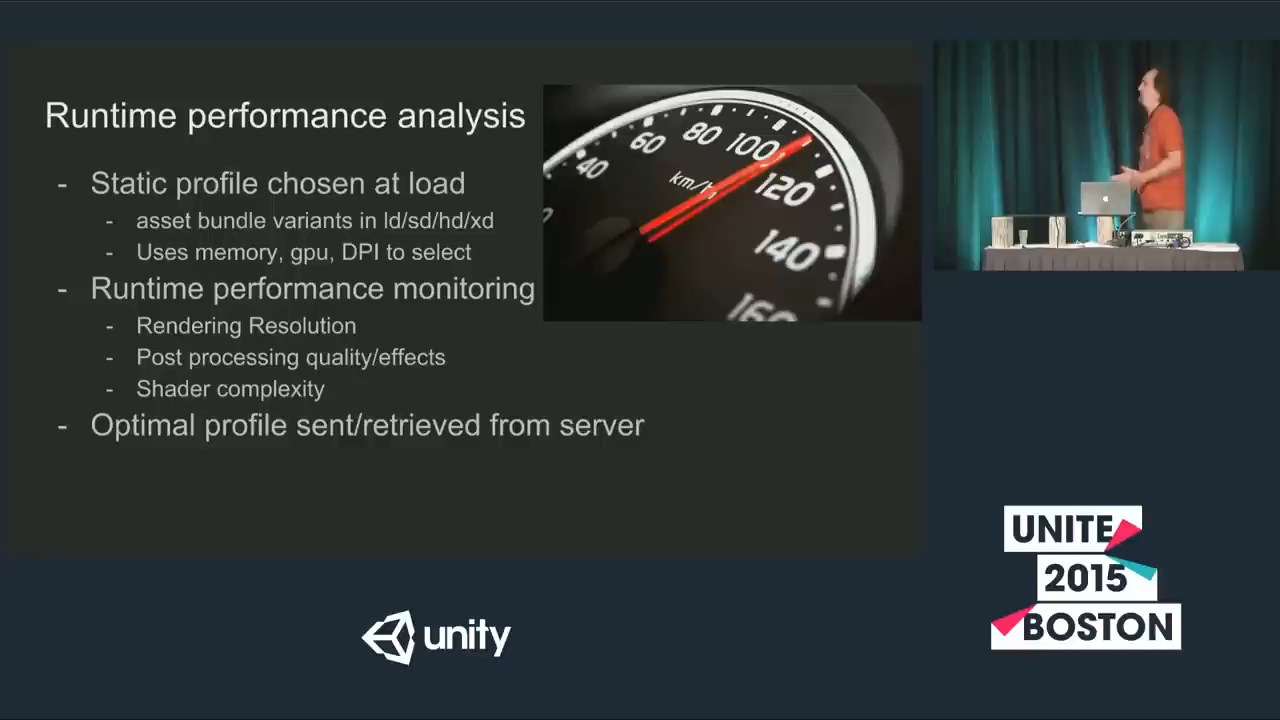 Runtime performance analysis
- Static profile chosen at load
- asset bundle variants in ld/sd/hd/xd
- Uses memory, gpu, DPI to select
- Runtime performance monitoring
- Rendering Resolution
- Post processing quality/effects
- Shader complexity
- Optimal profile sent/retrieved from server
40
60
80
100
120
140
160
km/h
unity
UNITE
2015
BOSTON